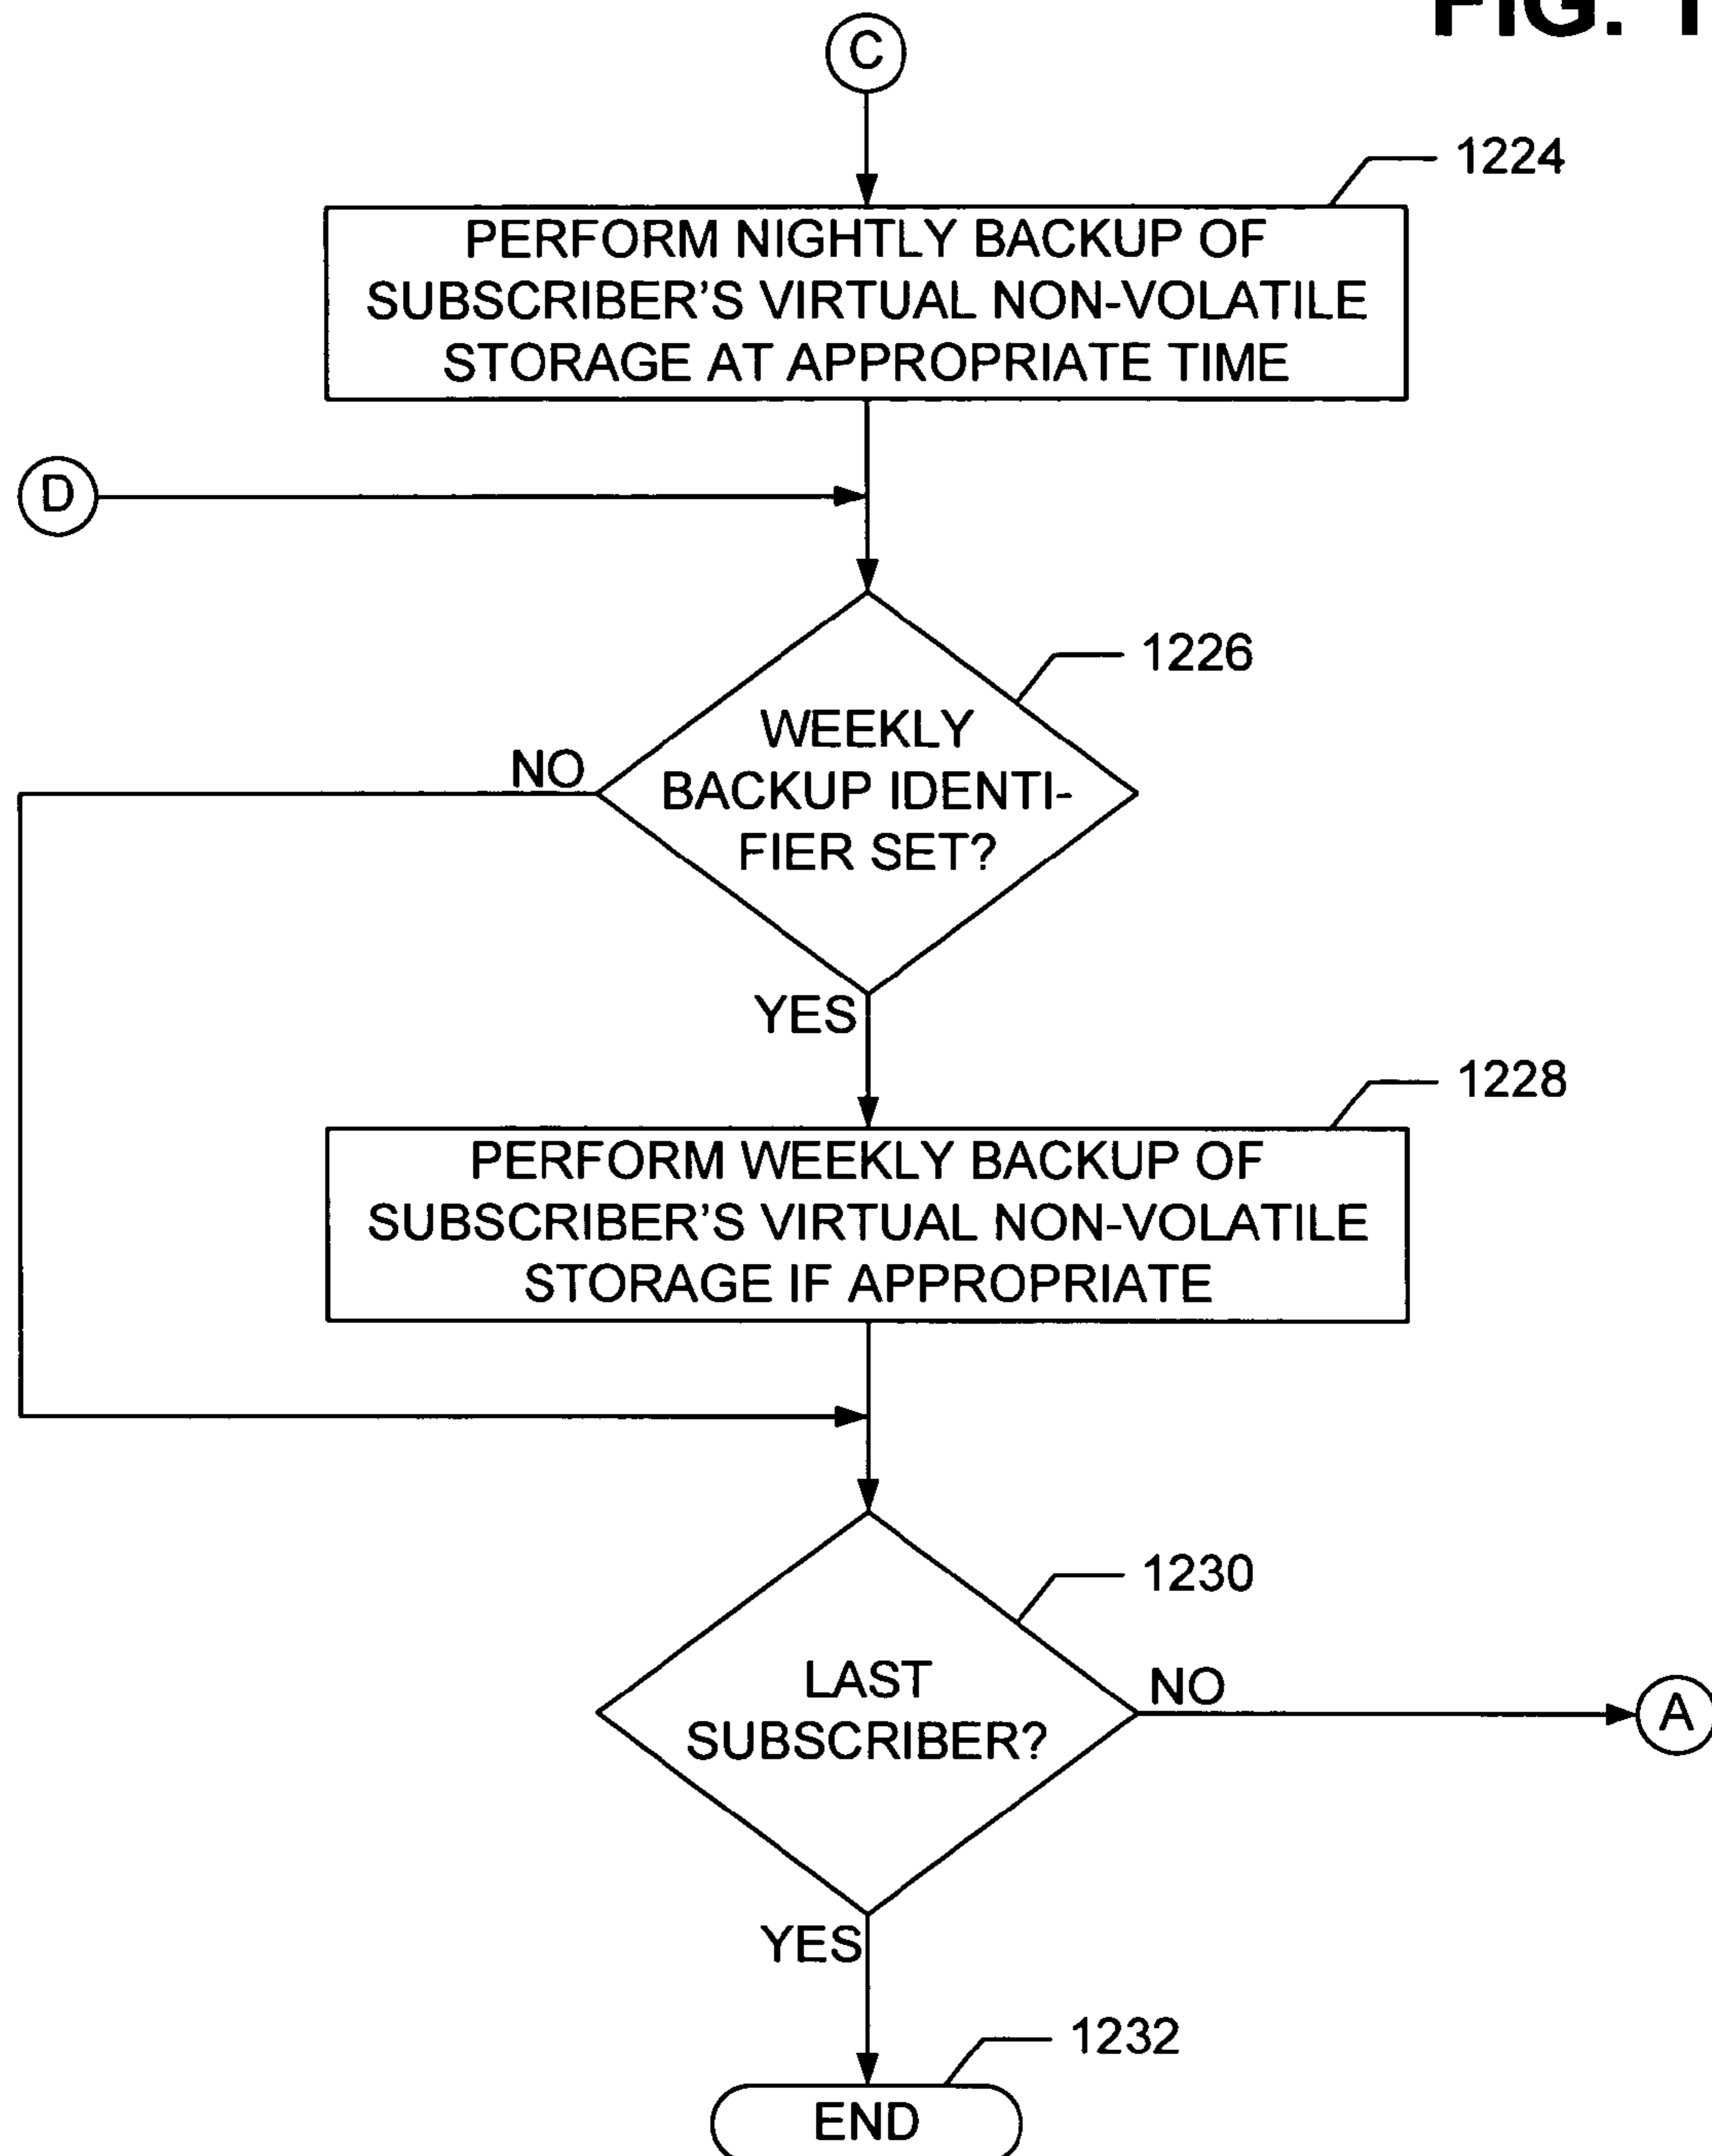 FIG. 1
C
1224
PERFORM NIGHTLY BACKUP OF
SUBSCRIBER'S VIRTUAL NON-VOLATILE
STORAGE AT APPROPRIATE TIME
D
1226
WEEKLY
BACKUP IDENTI-
FIER SET?
NO
YES
1228
PERFORM WEEKLY BACKUP OF
SUBSCRIBER'S VIRTUAL NON-VOLATILE
STORAGE IF APPROPRIATE
1230
LAST
SUBSCRIBER?
NO
A
YES
1232
END